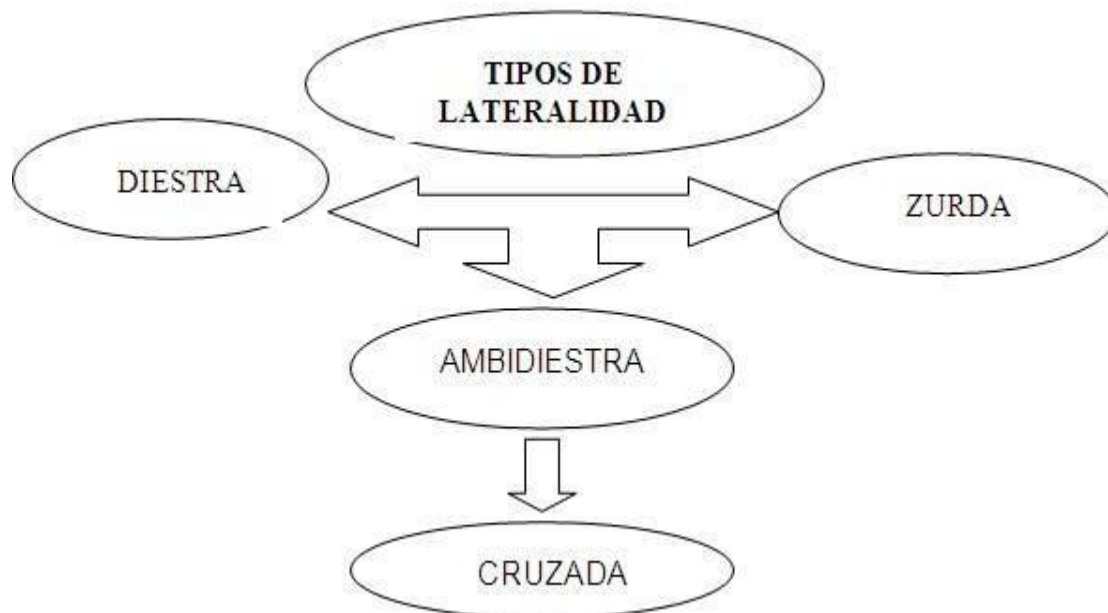 TIPOS DE
LATERALIDAD
DIESTRA
ZURDA
AMBIDIESTRA
CRUZADA